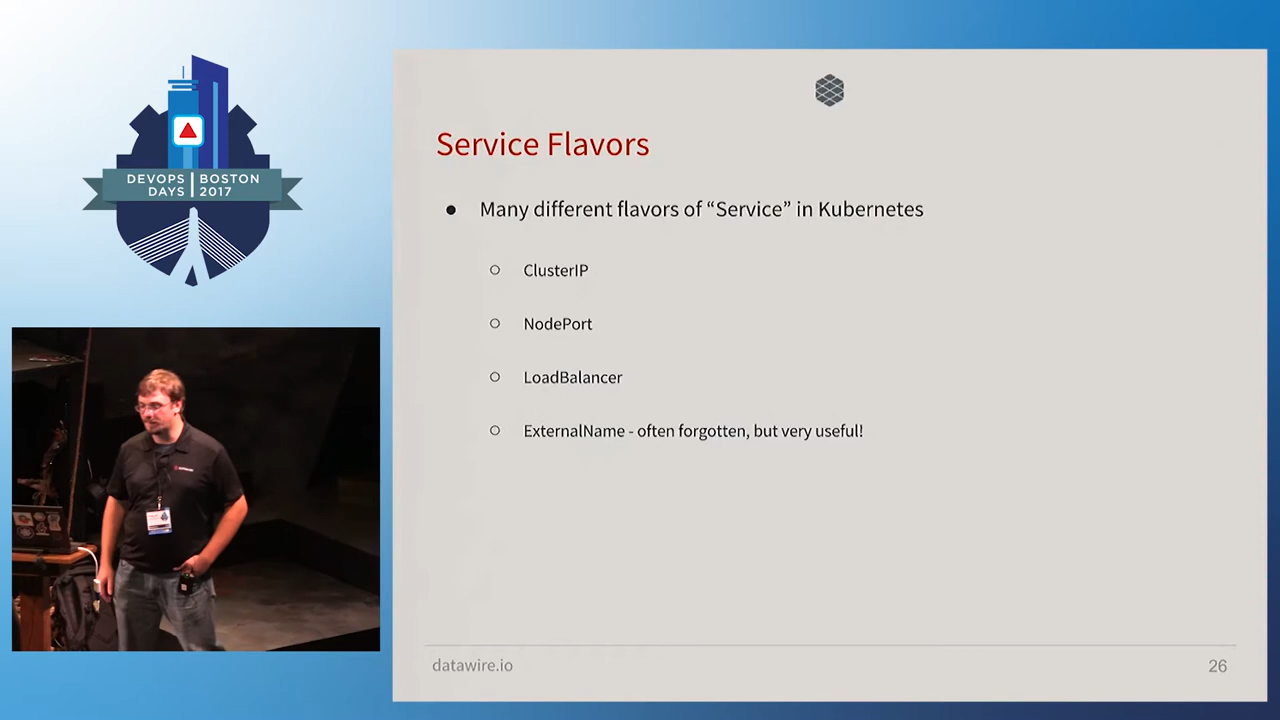 DEVOPS BOSTON
DAYS 2017
Service Flavors
● Many different flavors of “Service” in Kubernetes
○ ClusterIP
○ NodePort
○ LoadBalancer
○ ExternalName - often forgotten, but very useful!
datawire.io
26